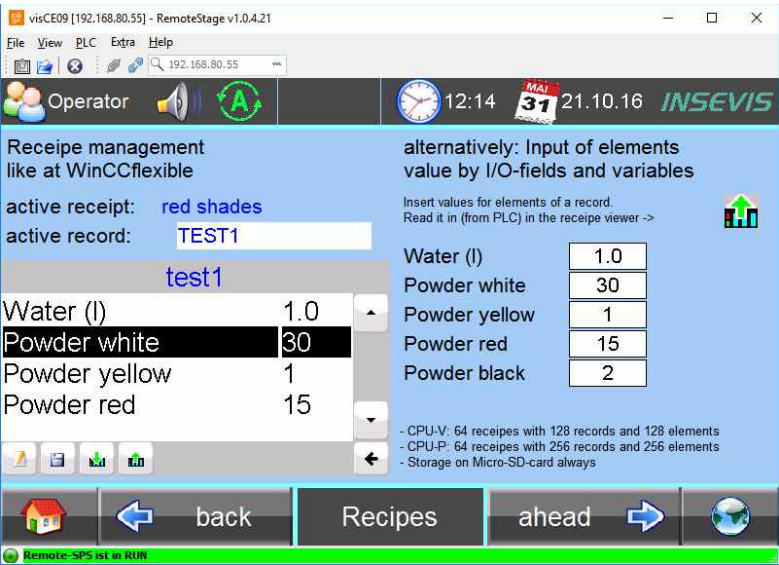 visCE09 [192.168.80.55] - RemoteStage v1.0.4.21
File View PLC Extra Help
192.168.80.55
Operator
A
12:14
MAI
31
21.10.16
INSEVIS
Receipe management
like at WinCCflexible
active receipt: red shades
active record: TEST1
test1
Water (l) 1.0
Powder white 30
Powder yellow 1
Powder red 15
alternatively: Input of elements
value by I/O-fields and variables
Insert values for elements of a record.
Read it in (from PLC) in the receipe viewer ->
Water (l) 1.0
Powder white 30
Powder yellow 1
Powder red 15
Powder black 2
- CPU-V: 64 receipes with 128 records and 128 elements
- CPU-P: 64 receipes with 256 records and 256 elements
- Storage on Micro-SD-card always
back
Recipes
ahead
Remote-SPS ist in RUN